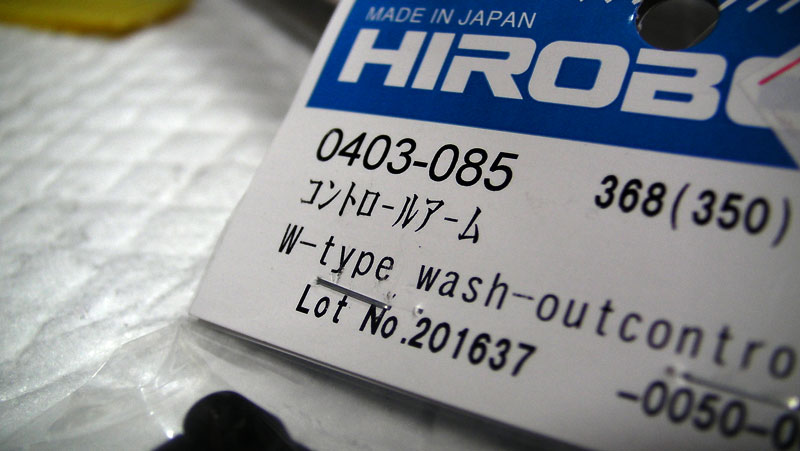 MADE IN JAPAN
HIROBO
0403-085 368(350)
コントロールアーム
W-type wash-outcontro
Lot No.201637
-0050-0